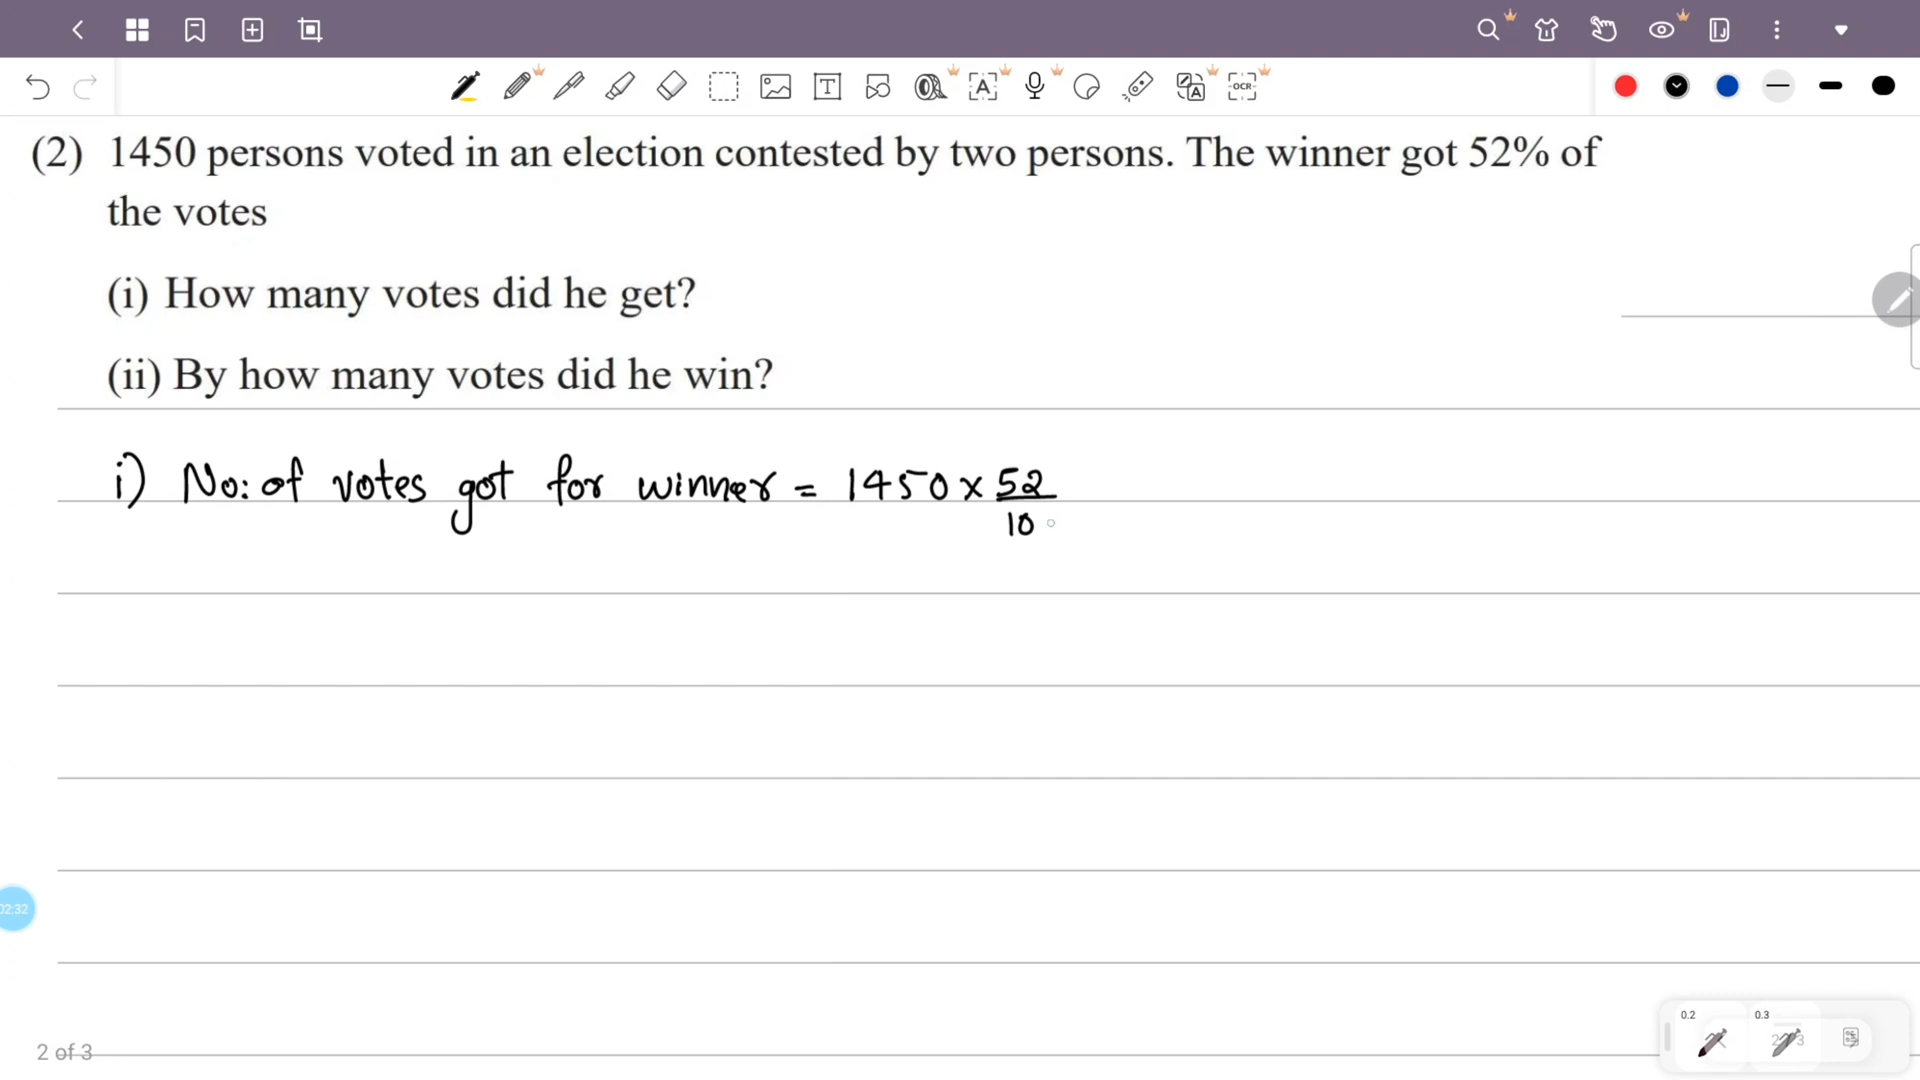 (2) 1450 persons voted in an election contested by two persons. The winner got 52% of
the votes
(i) How many votes did he get?
(ii) By how many votes did he win?
i) No: of votes got for winner = 1450 × 52
10
02:32
2 of 3
0.2 0.3